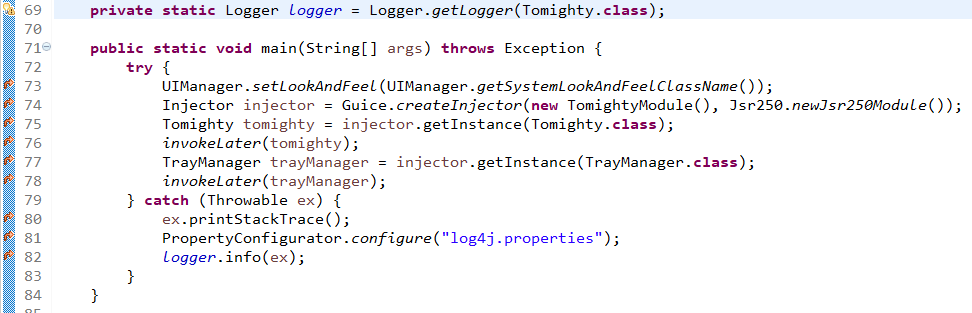 69 private static Logger logger = Logger.getLogger(Tomighty.class);
70
71 public static void main(String[] args) throws Exception {
72 try {
73 UIManager.setLookAndFeel(UIManager.getSystemLookAndFeelClassName());
74 Injector injector = Guice.createInjector(new TomightyModule(), Jsr250.newJsr250Module());
75 Tomighty tomighty = injector.getInstance(Tomighty.class);
76 invokeLater(tomighty);
77 TrayManager trayManager = injector.getInstance(TrayManager.class);
78 invokeLater(trayManager);
79 } catch (Throwable ex) {
80 ex.printStackTrace();
81 PropertyConfigurator.configure("log4j.properties");
82 logger.info(ex);
83 }
84 }